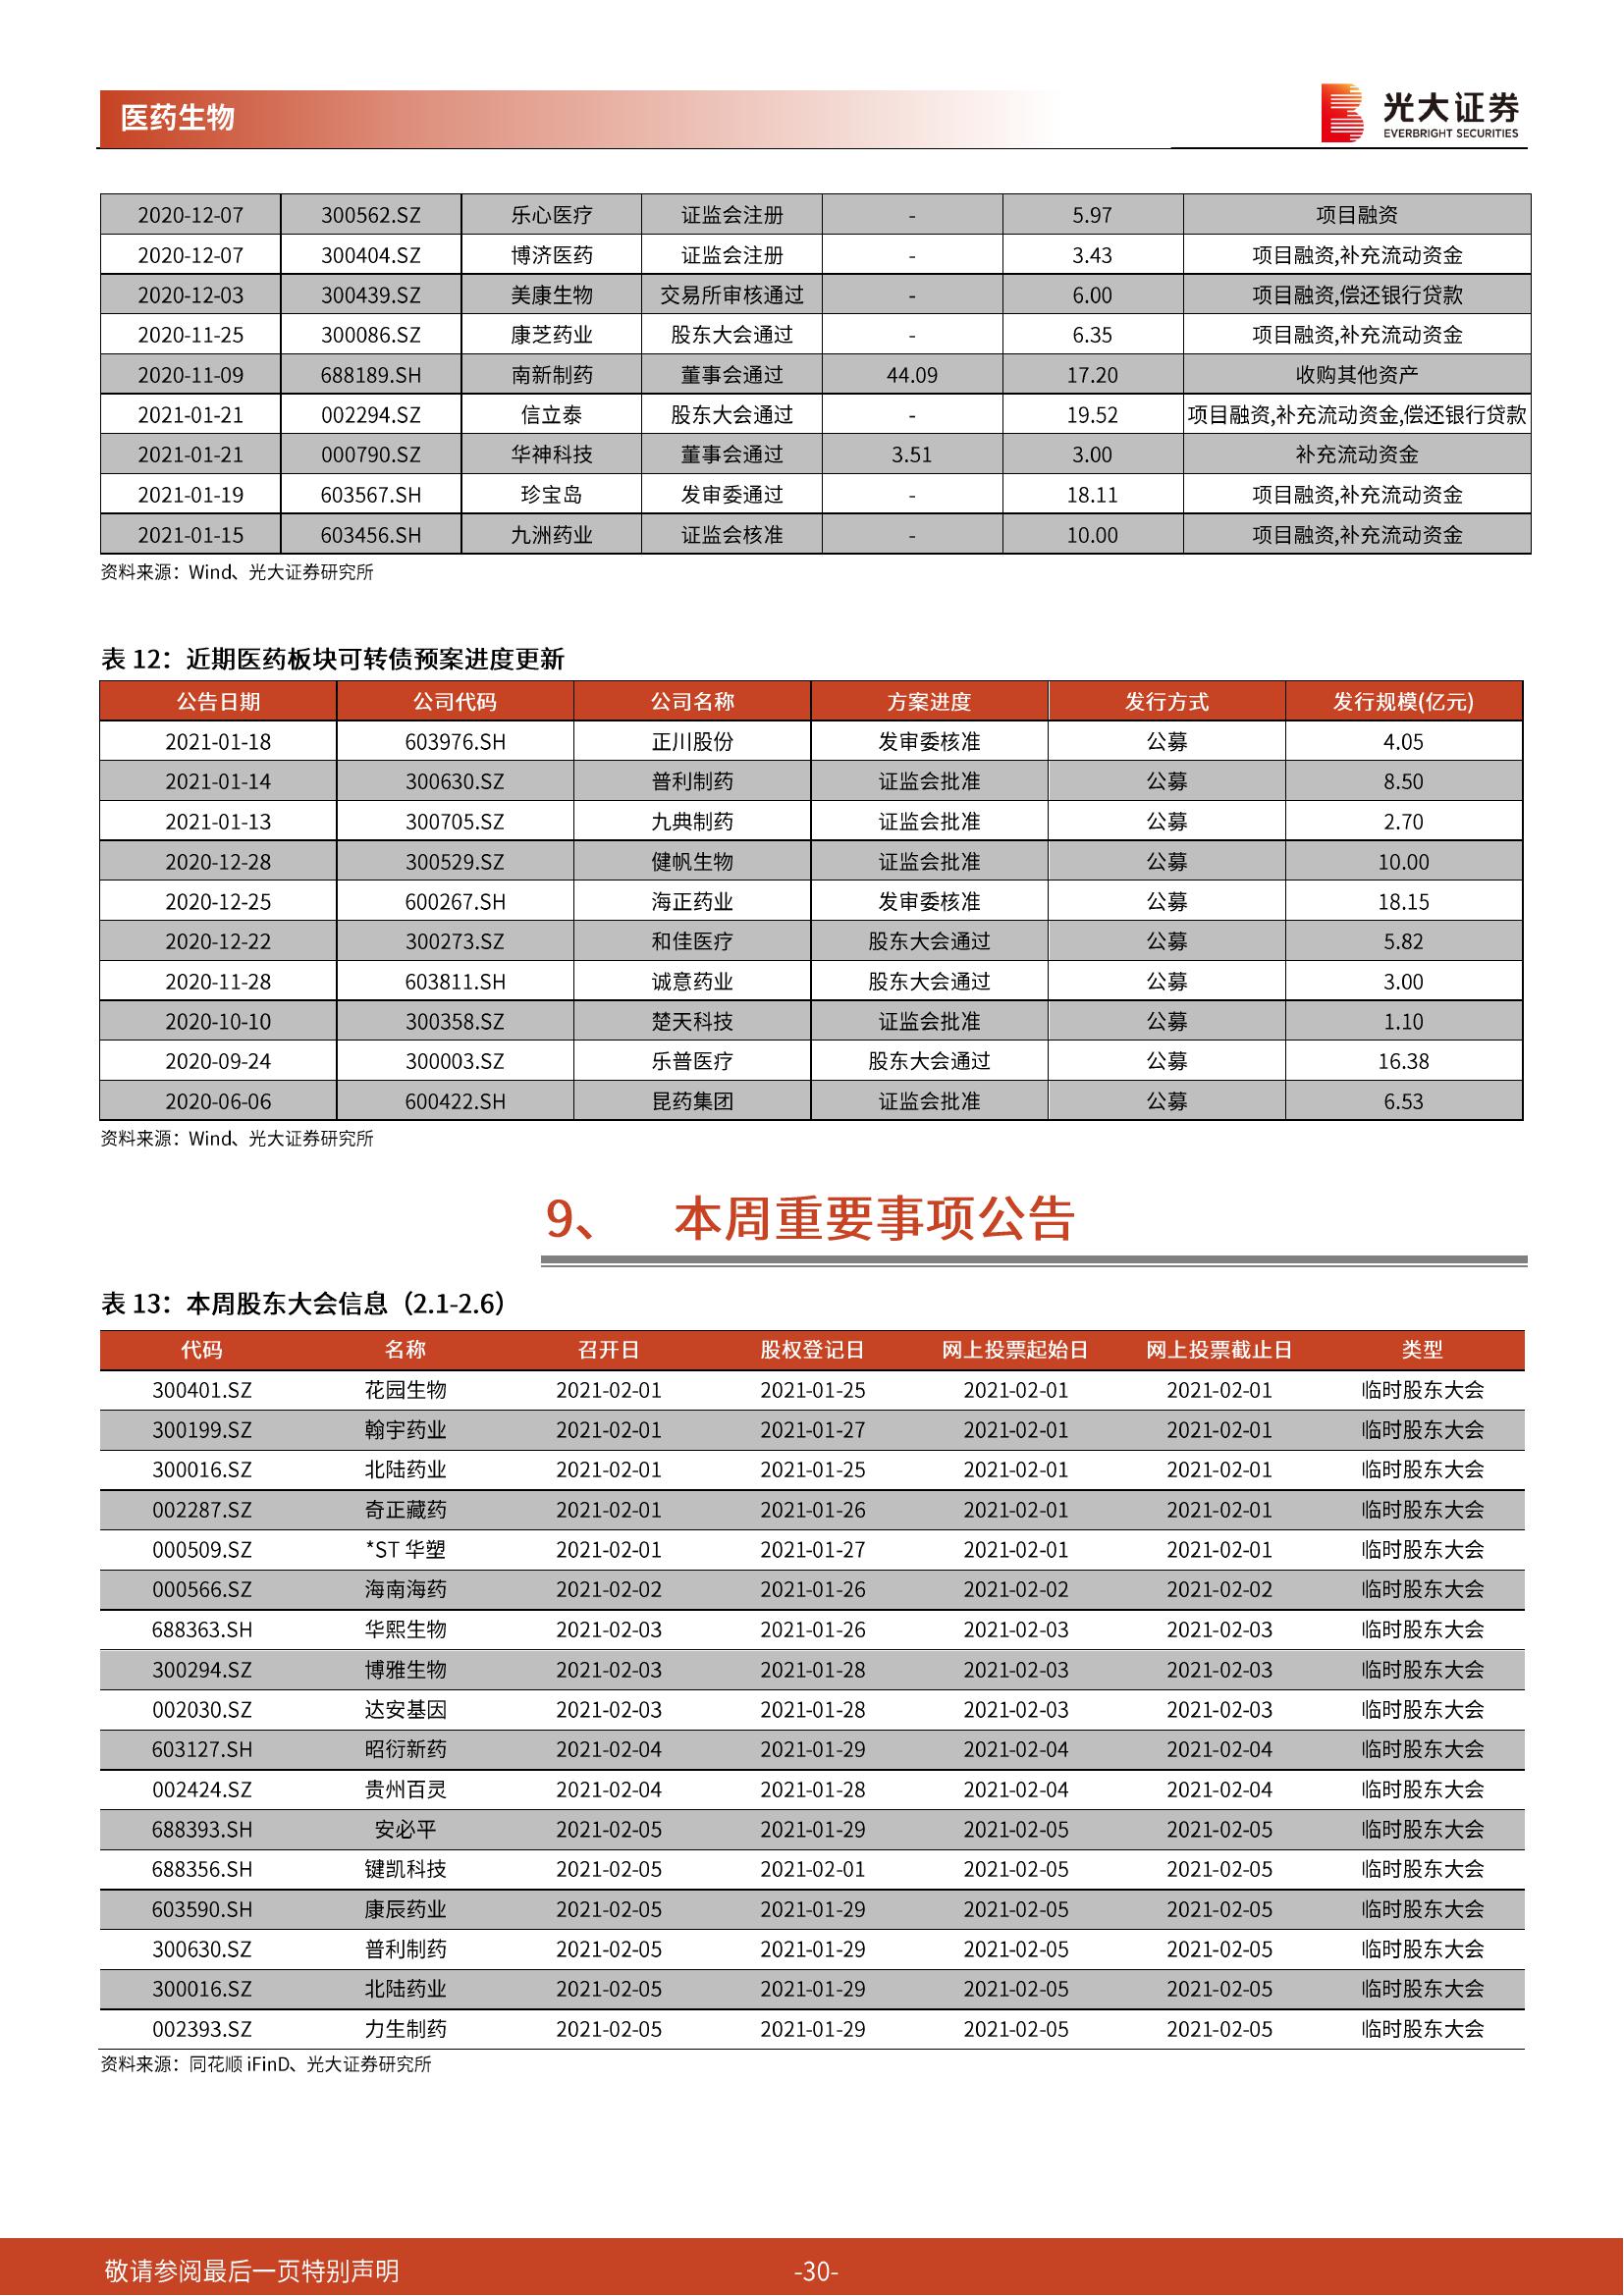 医药生物
光大证券
EVERBRIGHT SECURITIES
2020-12-07 300562.SZ 乐心医疗 证监会注册 - 5.97 项目融资
2020-12-07 300404.SZ 博济医药 证监会注册 - 3.43 项目融资,补充流动资金
2020-12-03 300439.SZ 美康生物 交易所审核通过 - 6.00 项目融资,偿还银行贷款
2020-11-25 300086.SZ 康芝药业 股东大会通过 - 6.35 项目融资,补充流动资金
2020-11-09 688189.SH 南新制药 董事会通过 44.09 17.20 收购其他资产
2021-01-21 002294.SZ 信立泰 股东大会通过 - 19.52 项目融资,补充流动资金,偿还银行贷款
2021-01-21 000790.SZ 华神科技 董事会通过 3.51 3.00 补充流动资金
2021-01-19 603567.SH 珍宝岛 发审委通过 - 18.11 项目融资,补充流动资金
2021-01-15 603456.SH 九洲药业 证监会核准 - 10.00 项目融资,补充流动资金
资料来源：Wind、光大证券研究所
表 12：近期医药板块可转债预案进度更新
公告日期 公司代码 公司名称 方案进度 发行方式 发行规模(亿元)
2021-01-18 603976.SH 正川股份 发审委核准 公募 4.05
2021-01-14 300630.SZ 普利制药 证监会批准 公募 8.50
2021-01-13 300705.SZ 九典制药 证监会批准 公募 2.70
2020-12-28 300529.SZ 健帆生物 证监会批准 公募 10.00
2020-12-25 600267.SH 海正药业 发审委核准 公募 18.15
2020-12-22 300273.SZ 和佳医疗 股东大会通过 公募 5.82
2020-11-28 603811.SH 诚意药业 股东大会通过 公募 3.00
2020-10-10 300358.SZ 楚天科技 证监会批准 公募 1.10
2020-09-24 300003.SZ 乐普医疗 股东大会通过 公募 16.38
2020-06-06 600422.SH 昆药集团 证监会批准 公募 6.53
资料来源：Wind、光大证券研究所
9、 本周重要事项公告
表 13：本周股东大会信息（2.1-2.6）
代码 名称 召开日 股权登记日 网上投票起始日 网上投票截止日 类型
300401.SZ 花园生物 2021-02-01 2021-01-25 2021-02-01 2021-02-01 临时股东大会
300199.SZ 翰宇药业 2021-02-01 2021-01-27 2021-02-01 2021-02-01 临时股东大会
300016.SZ 北陆药业 2021-02-01 2021-01-25 2021-02-01 2021-02-01 临时股东大会
002287.SZ 奇正藏药 2021-02-01 2021-01-26 2021-02-01 2021-02-01 临时股东大会
000509.SZ *ST 华塑 2021-02-01 2021-01-27 2021-02-01 2021-02-01 临时股东大会
000566.SZ 海南海药 2021-02-02 2021-01-26 2021-02-02 2021-02-02 临时股东大会
688363.SH 华熙生物 2021-02-03 2021-01-26 2021-02-03 2021-02-03 临时股东大会
300294.SZ 博雅生物 2021-02-03 2021-01-28 2021-02-03 2021-02-03 临时股东大会
002030.SZ 达安基因 2021-02-03 2021-01-28 2021-02-03 2021-02-03 临时股东大会
603127.SH 昭衍新药 2021-02-04 2021-01-29 2021-02-04 2021-02-04 临时股东大会
002424.SZ 贵州百灵 2021-02-04 2021-01-28 2021-02-04 2021-02-04 临时股东大会
688393.SH 安必平 2021-02-05 2021-01-29 2021-02-05 2021-02-05 临时股东大会
688356.SH 键凯科技 2021-02-05 2021-02-01 2021-02-05 2021-02-05 临时股东大会
603590.SH 康辰药业 2021-02-05 2021-01-29 2021-02-05 2021-02-05 临时股东大会
300630.SZ 普利制药 2021-02-05 2021-01-29 2021-02-05 2021-02-05 临时股东大会
300016.SZ 北陆药业 2021-02-05 2021-01-29 2021-02-05 2021-02-05 临时股东大会
002393.SZ 力生制药 2021-02-05 2021-01-29 2021-02-05 2021-02-05 临时股东大会
资料来源：同花顺 iFinD、光大证券研究所
敬请参阅最后一页特别声明 -30-